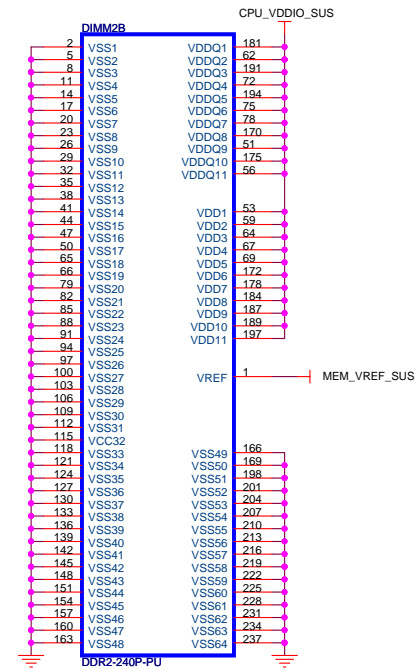 CPU_VDDIO_SUS
DIMM2B
2 VSS1 VDDQ1 181
5 VSS2 VDDQ2 62
8 VSS3 VDDQ3 191
11 VSS4 VDDQ4 72
14 VSS5 VDDQ5 194
17 VSS6 VDDQ6 75
20 VSS7 VDDQ7 78
23 VSS8 VDDQ8 170
26 VSS9 VDDQ9 51
29 VSS10 VDDQ10 175
32 VSS11 VDDQ11 56
35 VSS12
38 VSS13
41 VSS14 VDD1 53
44 VSS15 VDD2 59
47 VSS16 VDD3 64
50 VSS17 VDD4 67
65 VSS18 VDD5 69
66 VSS19 VDD6 172
79 VSS20 VDD7 178
82 VSS21 VDD8 184
85 VSS22 VDD9 187
88 VSS23 VDD10 189
91 VSS24 VDD11 197
94 VSS25
97 VSS26
100 VSS27 VREF 1 MEM_VREF_SUS
103 VSS28
106 VSS29
109 VSS30
112 VSS31
115 VCC32
118 VSS33 VSS49 166
121 VSS34 VSS50 169
124 VSS35 VSS51 198
127 VSS36 VSS52 201
130 VSS37 VSS53 204
133 VSS38 VSS54 207
136 VSS39 VSS55 210
139 VSS40 VSS56 213
142 VSS41 VSS57 216
145 VSS42 VSS58 219
148 VSS43 VSS59 222
151 VSS44 VSS60 225
154 VSS45 VSS61 228
157 VSS46 VSS62 231
160 VSS47 VSS63 234
163 VSS48 VSS64 237
DDR2-240P-PU